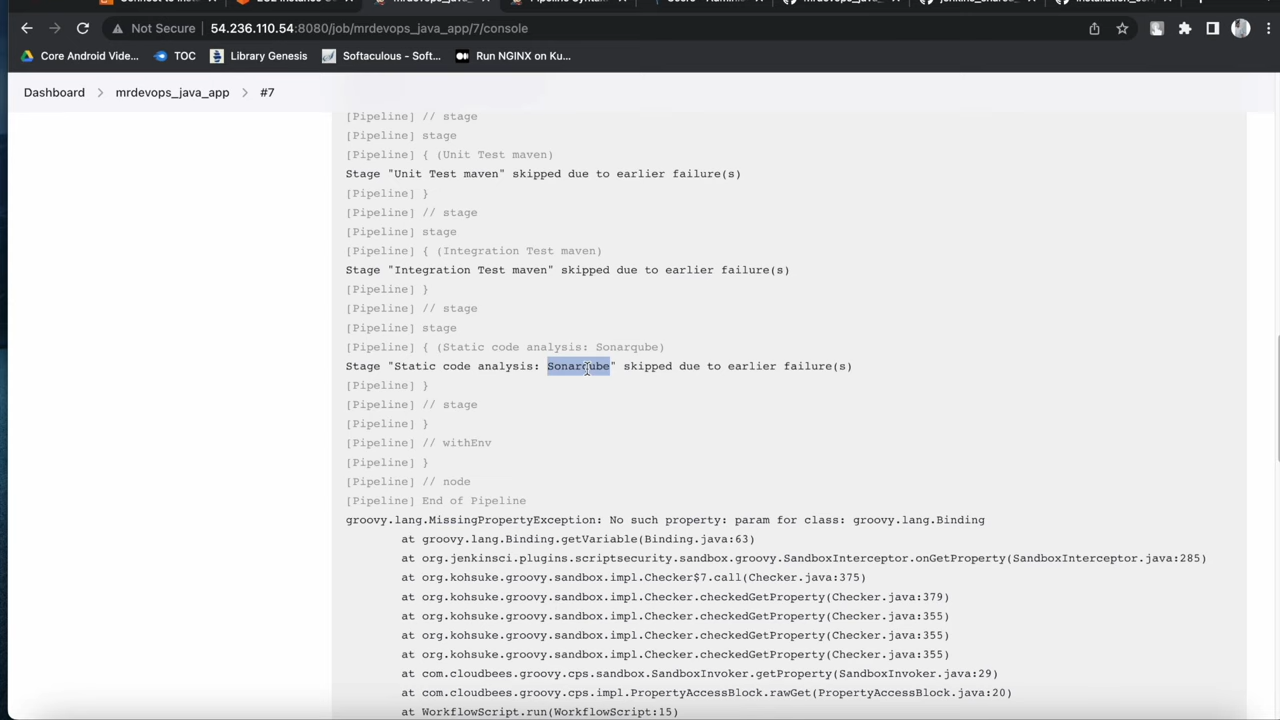 Not Secure
54.236.110.54:8080/job/mrdevops_java_app/7/console
Core Android Vide...
TOC
Library Genesis
Softaculous - Soft...
Run NGINX on Ku...
Dashboard
mrdevops_java_app
#7
[Pipeline] // stage
[Pipeline] stage
[Pipeline] { (Unit Test maven)
Stage "Unit Test maven" skipped due to earlier failure(s)
[Pipeline] }
[Pipeline] // stage
[Pipeline] stage
[Pipeline] { (Integration Test maven)
Stage "Integration Test maven" skipped due to earlier failure(s)
[Pipeline] }
[Pipeline] // stage
[Pipeline] stage
[Pipeline] { (Static code analysis: Sonarqube)
Stage "Static code analysis: Sonarqube" skipped due to earlier failure(s)
[Pipeline] }
[Pipeline] // stage
[Pipeline] }
[Pipeline] // withEnv
[Pipeline] }
[Pipeline] // node
[Pipeline] End of Pipeline
groovy.lang.MissingPropertyException: No such property: param for class: groovy.lang.Binding
at groovy.lang.Binding.getVariable(Binding.java:63)
at org.jenkinsci.plugins.scriptsecurity.sandbox.groovy.SandboxInterceptor.onGetProperty(SandboxInterceptor.java:285)
at org.kohsuke.groovy.sandbox.impl.Checker$7.call(Checker.java:375)
at org.kohsuke.groovy.sandbox.impl.Checker.checkedGetProperty(Checker.java:379)
at org.kohsuke.groovy.sandbox.impl.Checker.checkedGetProperty(Checker.java:355)
at org.kohsuke.groovy.sandbox.impl.Checker.checkedGetProperty(Checker.java:355)
at org.kohsuke.groovy.sandbox.impl.Checker.checkedGetProperty(Checker.java:355)
at com.cloudbees.groovy.cps.sandbox.SandboxInvoker.getProperty(SandboxInvoker.java:29)
at com.cloudbees.groovy.cps.impl.PropertyAccessBlock.rawGet(PropertyAccessBlock.java:20)
at WorkflowScript.run(WorkflowScript:15)